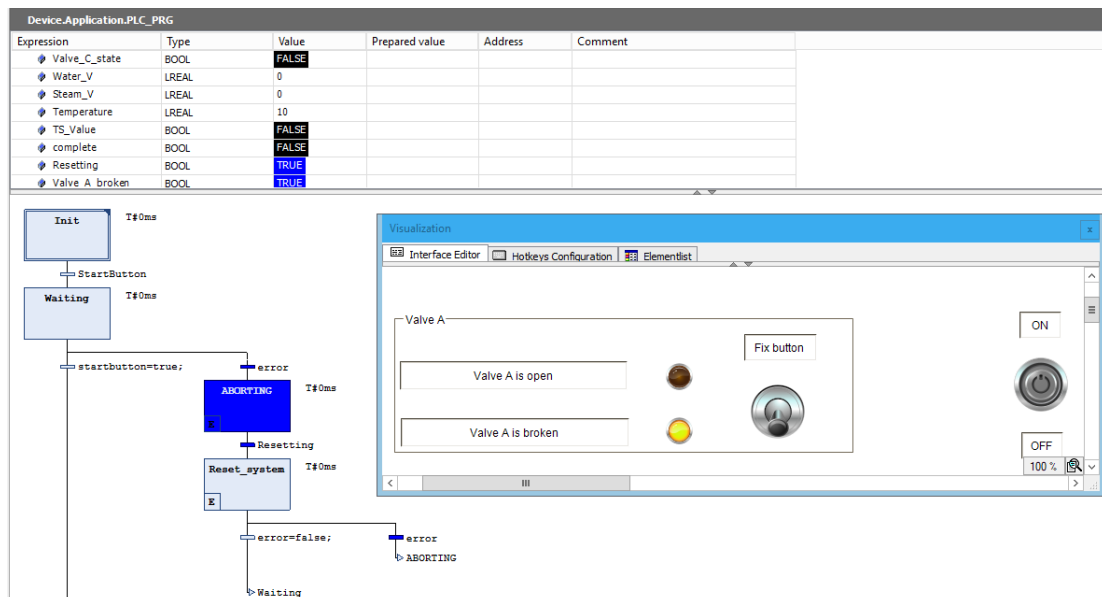 Device.Application.PLC_PRG
Expression Type Value Prepared value Address Comment
Valve_C_state BOOL FALSE
Water_V LREAL 0
Steam_V LREAL 0
Temperature LREAL 10
TS_Value BOOL FALSE
complete BOOL FALSE
Resetting BOOL TRUE
Valve_A_broken BOOL TRUE
Init T#0ms
StartButton
Waiting T#0ms
startbutton=true; error
ABORTING T#0ms
E
Resetting
Reset_system T#0ms
E
error=false; error
ABORTING
Waiting
Visualization x
Interface Editor Hotkeys Configuration Elementlist
Valve A
ON
Fix button
Valve A is open
Valve A is broken
OFF
100 %